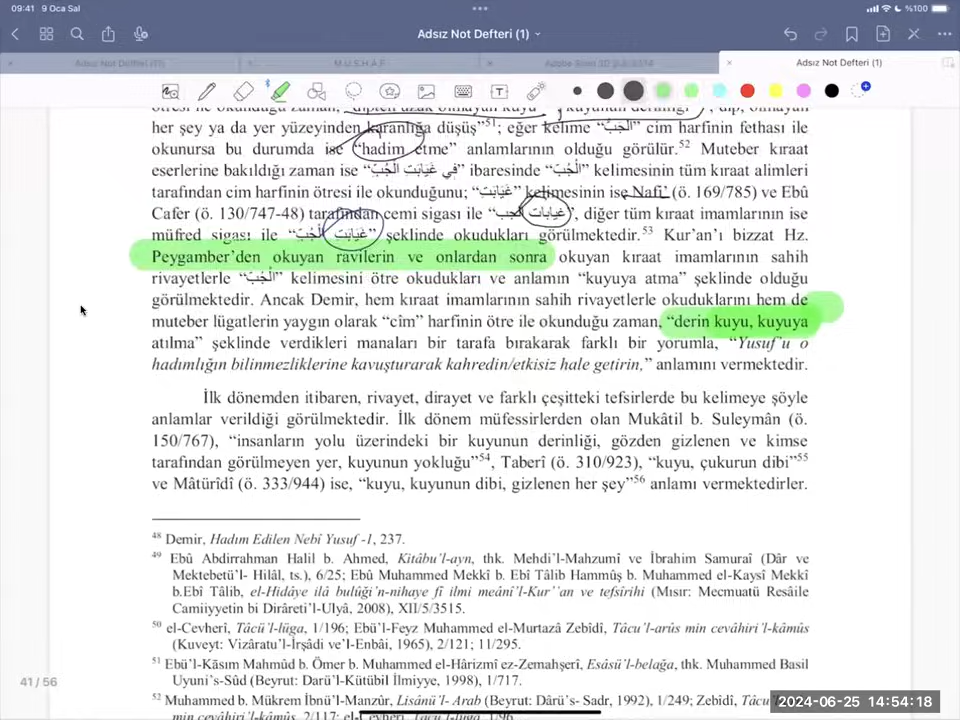 09:41 9 Oca Sal
%100
Adsız Not Defteri (1)
Adsız Not Defteri (11)
M.U.S.H.A.F
Adsız Not Defteri (1)
her şey ya da yer yüzeyinden karanlığa düşüş”51; eğer kelime “الْجَبّ” cim harfinin fethası ile
okunursa bu durumda ise “hadim etme” anlamlarının olduğu görülür.52 Muteber kıraat
eserlerine bakıldığı zaman ise “فٖي غَيَابَتِ الْجُبِّ” ibaresinde “الْجُبِّ” kelimesinin tüm kıraat alimleri
tarafından cim harfinin ötresi ile okunduğunu; “غَيَابَتِ” kelimesinin ise Nafi’ (ö. 169/785) ve Ebû
Cafer (ö. 130/747-48) tarafından cemi sigası ile “غيابات الجب”, diğer tüm kıraat imamlarının ise
müfred sigası ile “غَيَابَتِ الْجُبِّ” şeklinde okudukları görülmektedir.53 Kur’an’ı bizzat Hz.
Peygamber’den okuyan ravilerin ve onlardan sonra okuyan kıraat imamlarının sahih
rivayetlerle “الْجُبِّ” kelimesini ötre okudukları ve anlamın “kuyuya atma” şeklinde olduğu
görülmektedir. Ancak Demir, hem kıraat imamlarının sahih rivayetlerle okuduklarını hem de
muteber lügatlerin yaygın olarak “cîm” harfinin ötre ile okunduğu zaman, “derin kuyu, kuyuya
atılma” şeklinde verdikleri manaları bir tarafa bırakarak farklı bir yorumla, “Yusuf’u o
hadımlığın bilinmezliklerine kavuşturarak kahredin/etkisiz hale getirin,” anlamını vermektedir.
İlk dönemden itibaren, rivayet, dirayet ve farklı çeşitteki tefsirlerde bu kelimeye şöyle
anlamlar verildiği görülmektedir. İlk dönem müfessirlerden olan Mukâtil b. Suleymân (ö.
150/767), “insanların yolu üzerindeki bir kuyunun derinliği, gözden gizlenen ve kimse
tarafından görülmeyen yer, kuyunun yokluğu”54, Taberî (ö. 310/923), “kuyu, çukurun dibi”55
ve Mâtürîdî (ö. 333/944) ise, “kuyu, kuyunun dibi, gizlenen her şey”56 anlamı vermektedirler.
48 Demir, Hadım Edilen Nebî Yusuf -1, 237.
49 Ebû Abdirrahman Halil b. Ahmed, Kitâbu’l-ayn, thk. Mehdi’l-Mahzumî ve İbrahim Samuraî (Dâr ve
Mektebetü’l- Hilâl, ts.), 6/25; Ebû Muhammed Mekkî b. Ebî Tâlib Hammûş b. Muhammed el-Kaysî Mekkî
b.Ebî Tâlib, el-Hidâye ilâ bulûği’n-nihaye fî ilmi meânî’l-Kur’’an ve tefsîrihi (Mısır: Mecmuatü Resâile
Camiiyyetin bi Dirâreti’l-Ulyâ, 2008), XII/5/3515.
50 el-Cevherî, Tâcü’l-lüga, 1/196; Ebü’l-Feyz Muhammed el-Murtazâ Zebîdî, Tâcu’l-arûs min cevâhiri’l-kâmûs
(Kuveyt: Vizâratu’l-İrşâdi ve’l-Enbâi, 1965), 2/121; 11/295.
51 Ebü’l-Kāsım Mahmûd b. Ömer b. Muhammed el-Hârizmî ez-Zemahşerî, Esâsü’l-belağa, thk. Muhammed Basil
Uyuni’s-Sûd (Beyrut: Darü’l-Kütübil İlmiyye, 1998), 1/717.
52 Muhammed b. Mükrem İbnü’l-Manzûr, Lisânü’l- Arab (Beyrut: Dârü’s- Sadr, 1992), 1/249; Zebîdî, Tâcu’l-
41 / 56
2024-06-25 14:54:18